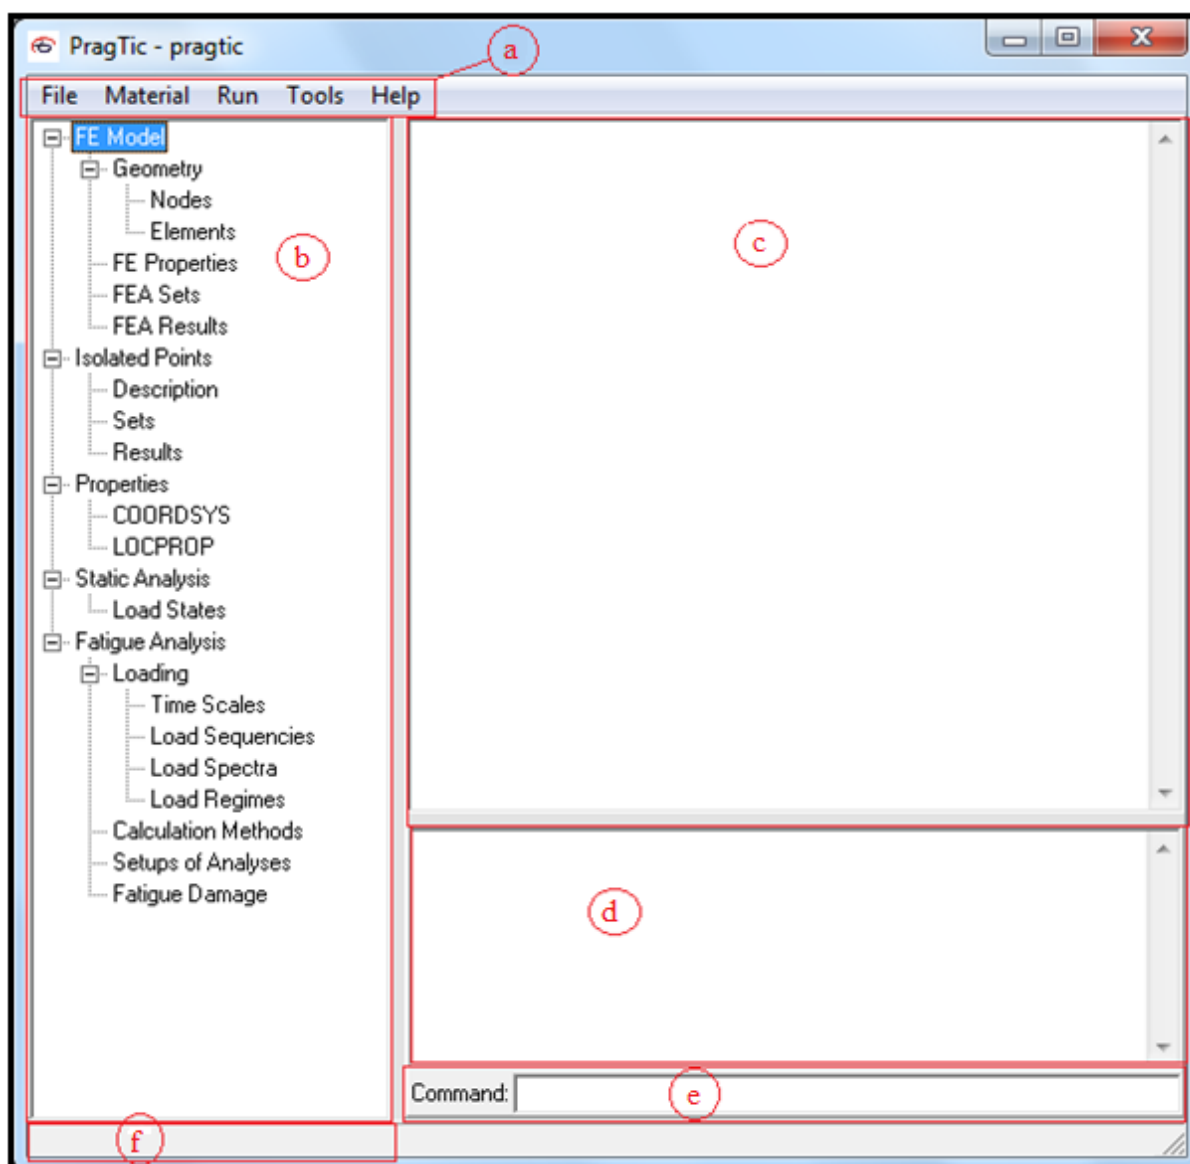 PragTic - pragtic
a
File Material Run Tools Help
FE Model
Geometry
Nodes
Elements
FE Properties
FEA Sets
FEA Results
Isolated Points
Description
Sets
Results
Properties
COORDSYS
LOCPROP
Static Analysis
Load States
Fatigue Analysis
Loading
Time Scales
Load Sequencies
Load Spectra
Load Regimes
Calculation Methods
Setups of Analyses
Fatigue Damage
b
c
d
Command:
e
f